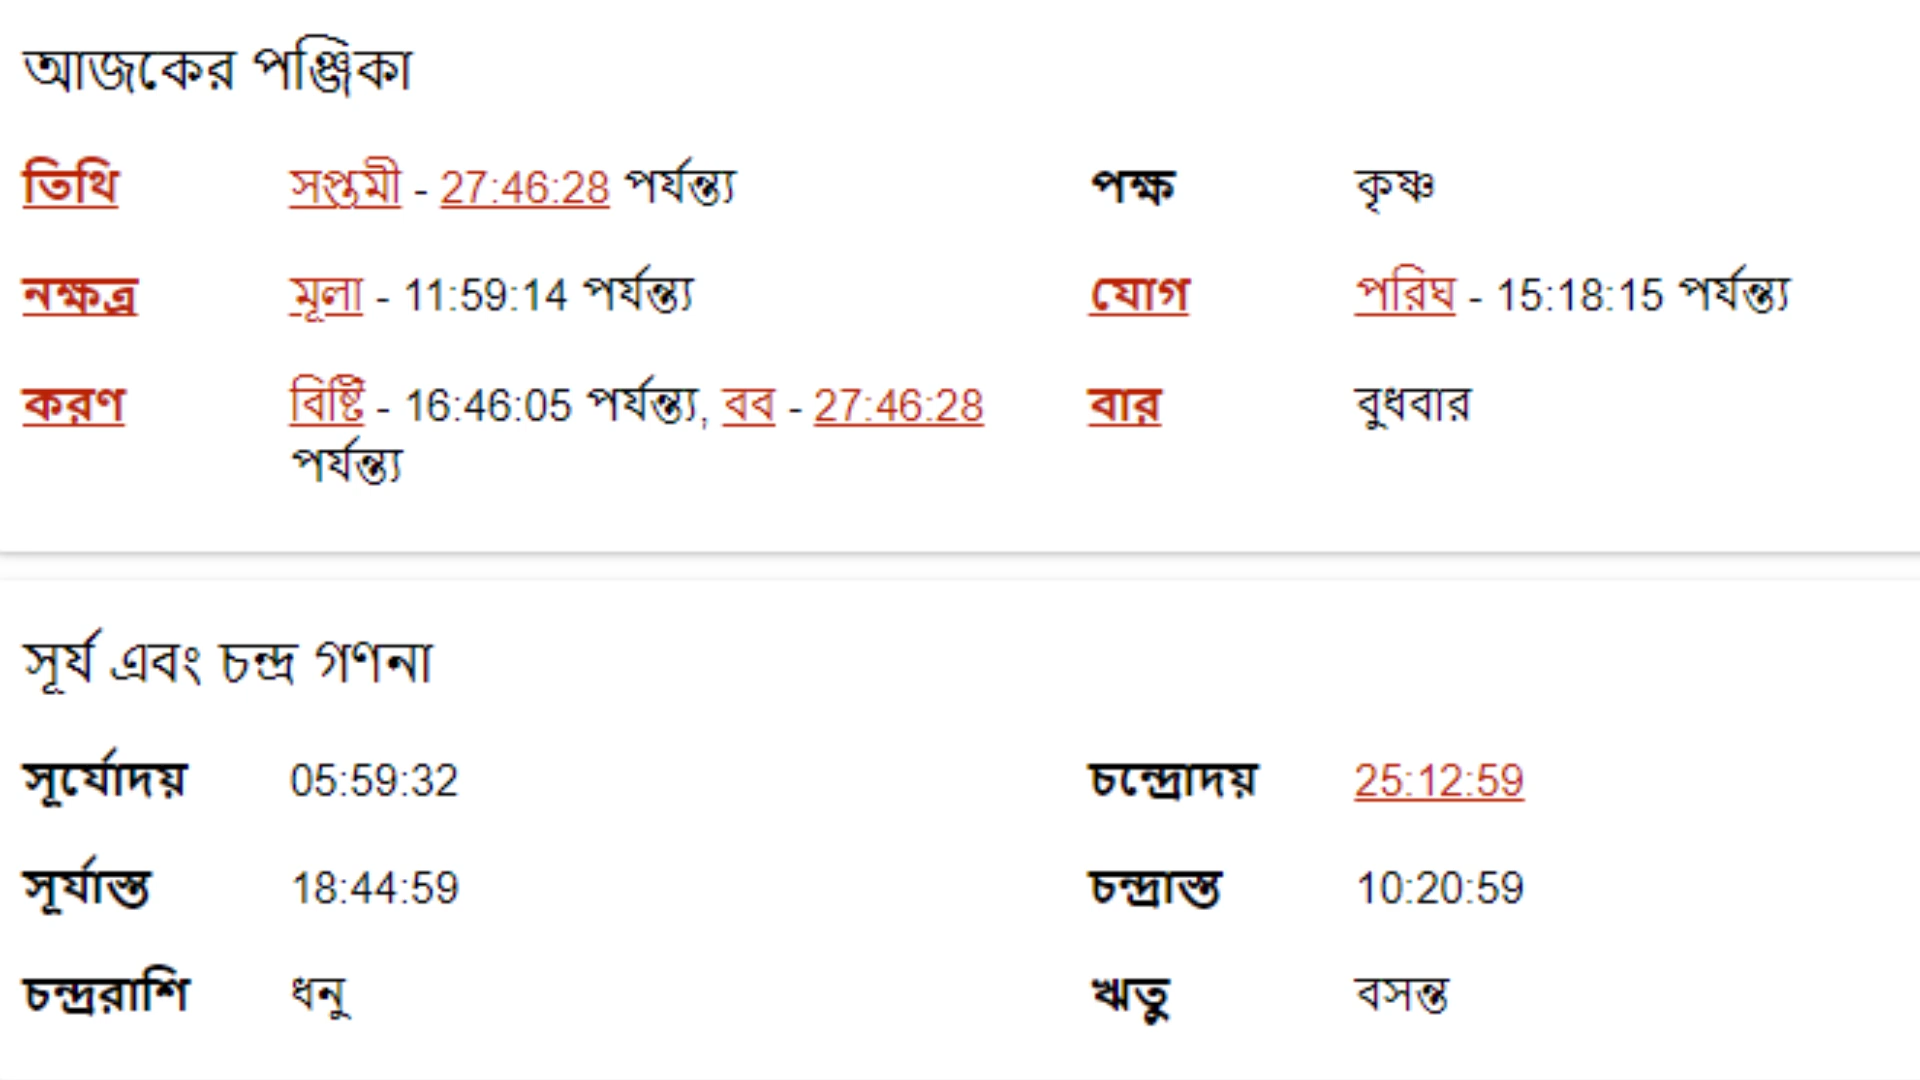 আজকের পঞ্জিকা
তিথি সপ্তমী - 27:46:28 পর্যন্ত্য পক্ষ কৃষ্ণ
নক্ষত্র মূলা - 11:59:14 পর্যন্ত্য যোগ পরিঘ - 15:18:15 পর্যন্ত্য
করণ বিষ্টি - 16:46:05 পর্যন্ত্য, বব - 27:46:28 বার বুধবার
পর্যন্ত্য
সূর্য এবং চন্দ্র গণনা
সূর্যোদয় 05:59:32 চন্দ্রোদয় 25:12:59
সূর্যাস্ত 18:44:59 চন্দ্রাস্ত 10:20:59
চন্দ্ররাশি ধনু ঋতু বসন্ত